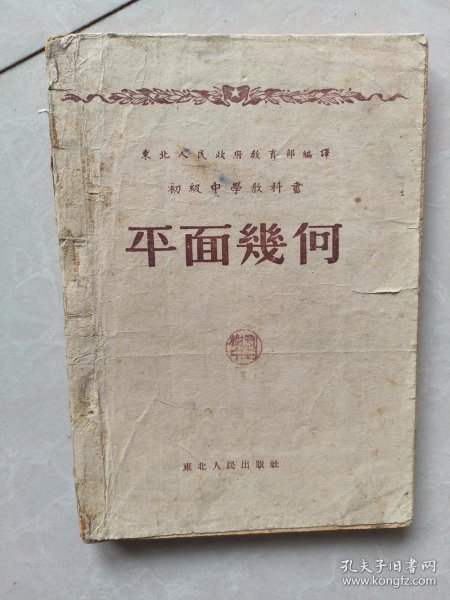 東北人民政府教育部編譯
初級中學教科書
平面幾何
東北人民出版社
孔夫子旧书网
www.kongfz.com